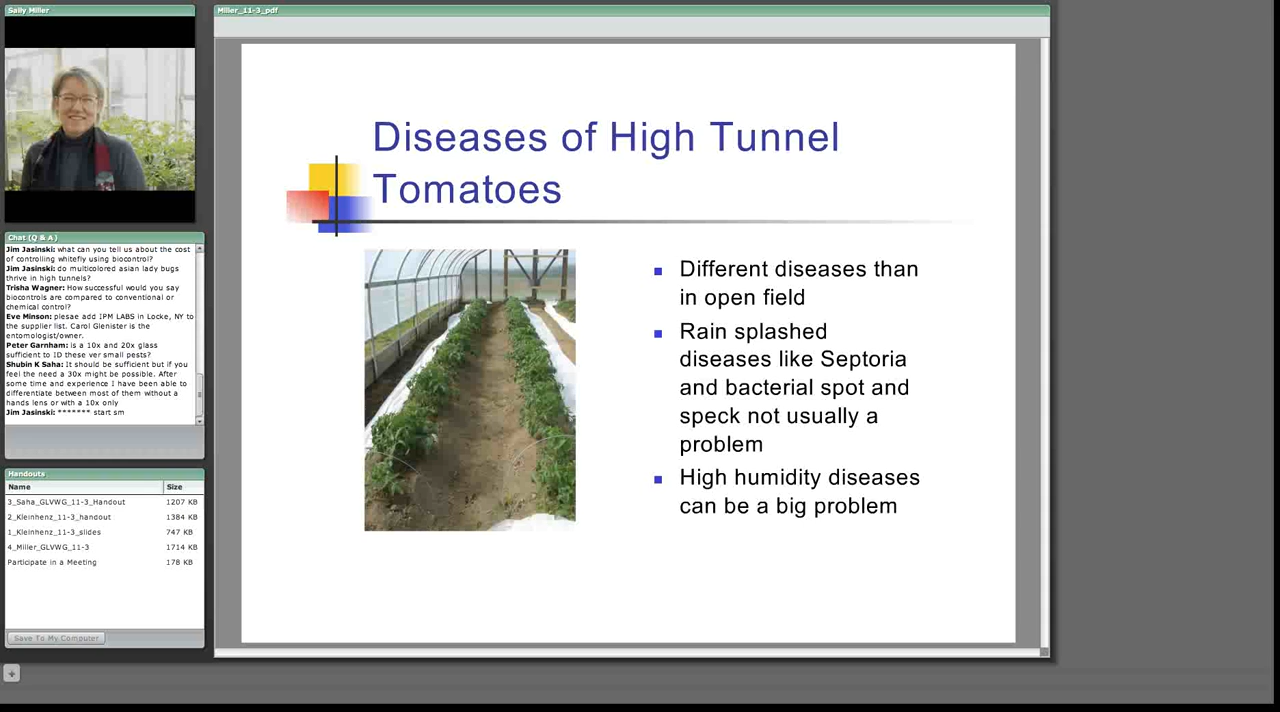 Sally Miller
Chat (Q & A)
Jim Jasinski: what can you tell us about the cost
of controlling whitefly using biocontrol?
Jim Jasinski: do multicolored asian lady bugs
thrive in high tunnels?
Trisha Wagner: How successful would you say
biocontrols are compared to conventional or
chemical control?
Eve Minson: plesae add IPM LABS in Locke, NY to
the supplier list. Carol Glenister is the
entomologist/owner.
Peter Garnham: is a 10x and 20x glass
sufficient to ID these ver small pests?
Shubin K Saha: It should be sufficient but if you
feel the need a 30x might be possible. After
some time and experience I have been able to
differentiate between most of them without a
hands lens or with a 10x only
Jim Jasinski: ******* start sm
Handouts
Name Size
3_Saha_GLVWG_11-3_Handout 1207 KB
2_Kleinhenz_11-3_handout 1384 KB
1_Kleinhenz_11-3_slides 747 KB
4_Miller_GLVWG_11-3 1714 KB
Participate in a Meeting 178 KB
Save To My Computer
Miller_11-3_pdf
Diseases of High Tunnel
Tomatoes
Different diseases than
in open field
Rain splashed
diseases like Septoria
and bacterial spot and
speck not usually a
problem
High humidity diseases
can be a big problem